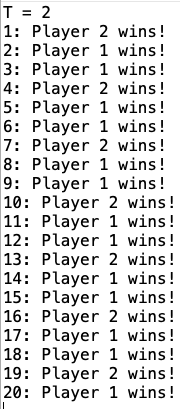 T = 2
1: Player 2 wins!
2: Player 1 wins!
3: Player 1 wins!
4: Player 2 wins!
5: Player 1 wins!
6: Player 1 wins!
7: Player 2 wins!
8: Player 1 wins!
9: Player 1 wins!
10: Player 2 wins!
11: Player 1 wins!
12: Player 1 wins!
13: Player 2 wins!
14: Player 1 wins!
15: Player 1 wins!
16: Player 2 wins!
17: Player 1 wins!
18: Player 1 wins!
19: Player 2 wins!
20: Player 1 wins!